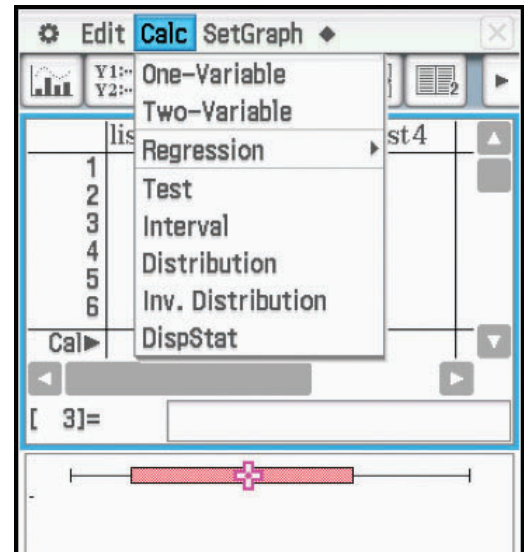 Edit Calc SetGraph ◆
Y1:··
Y2:··
2
One-Variable
Two-Variable
Regression
Test
Interval
Distribution
Inv. Distribution
DispStat
lis st4
1
2
3
4
5
6
Cal▶
[ 3]=